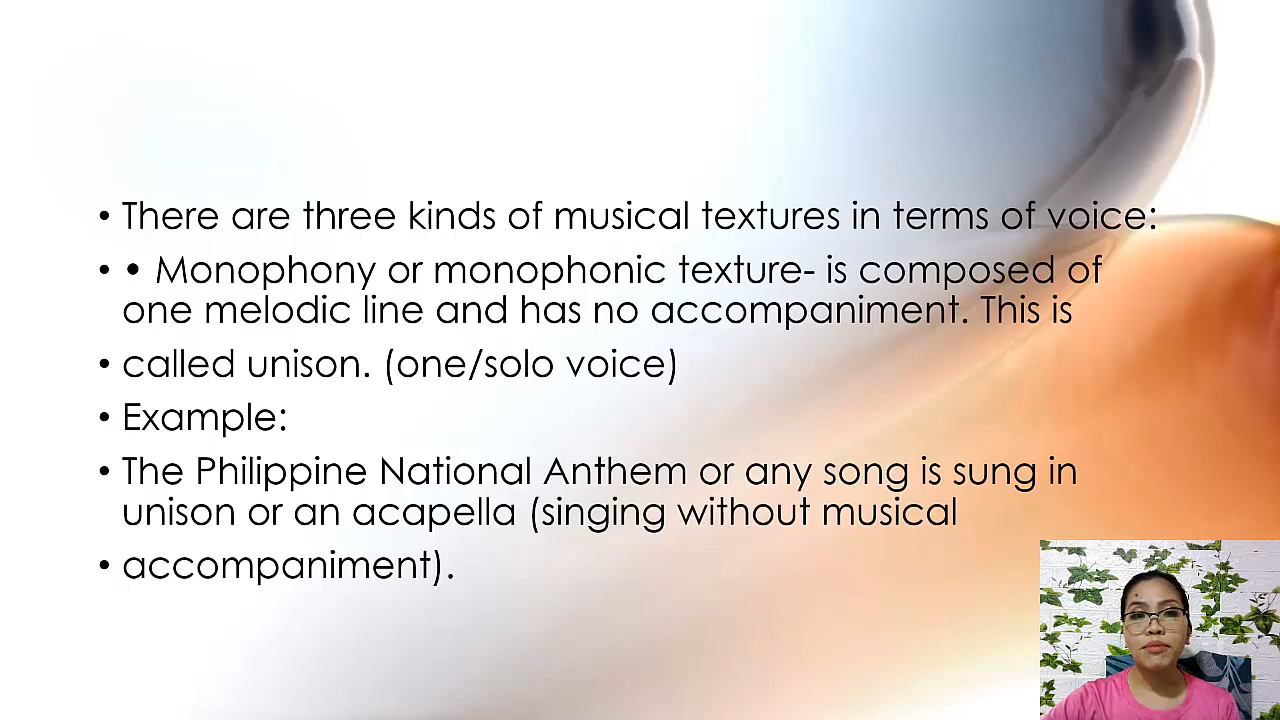 • There are three kinds of musical textures in terms of voice:
• • Monophony or monophonic texture- is composed of
one melodic line and has no accompaniment. This is
• called unison. (one/solo voice)
• Example:
• The Philippine National Anthem or any song is sung in
unison or an acapella (singing without musical
• accompaniment).